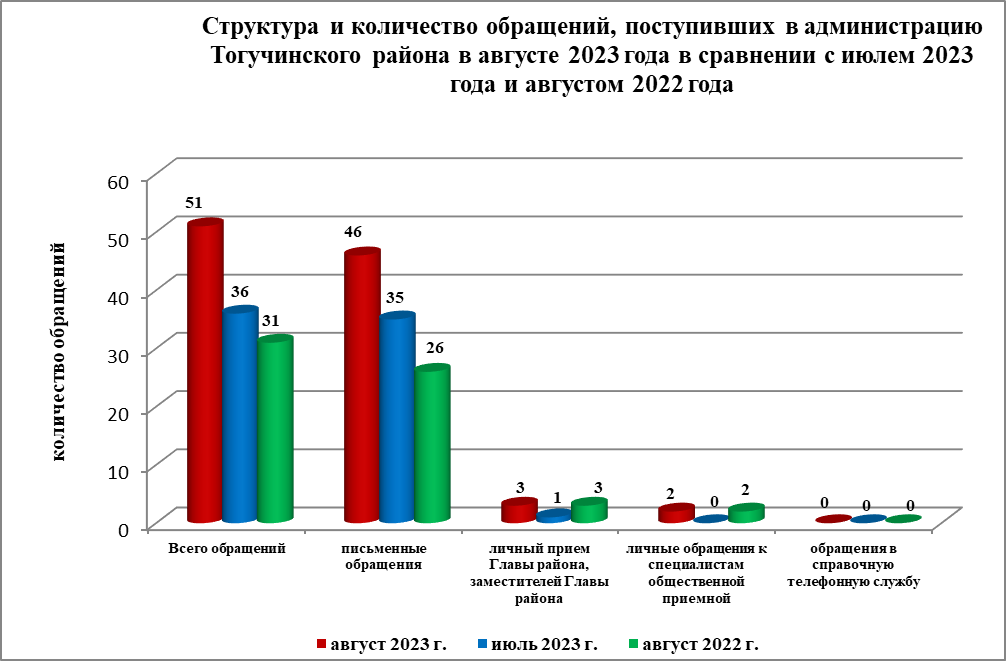 Структура и количество обращений, поступивших в администрацию
Тогучинского района в августе 2023 года в сравнении с июлем 2023
года и августом 2022 года
количество обращений
60
50
40
30
20
10
0
51
36
31
46
35
26
3
1
3
2
0
2
0
0
0
Всего обращений
письменные
обращения
личный прием
Главы района,
заместителей Главы
района
личные обращения к
специалистам
общественной
приемной
обращения в
справочную
телефонную службу
август 2023 г.
июль 2023 г.
август 2022 г.